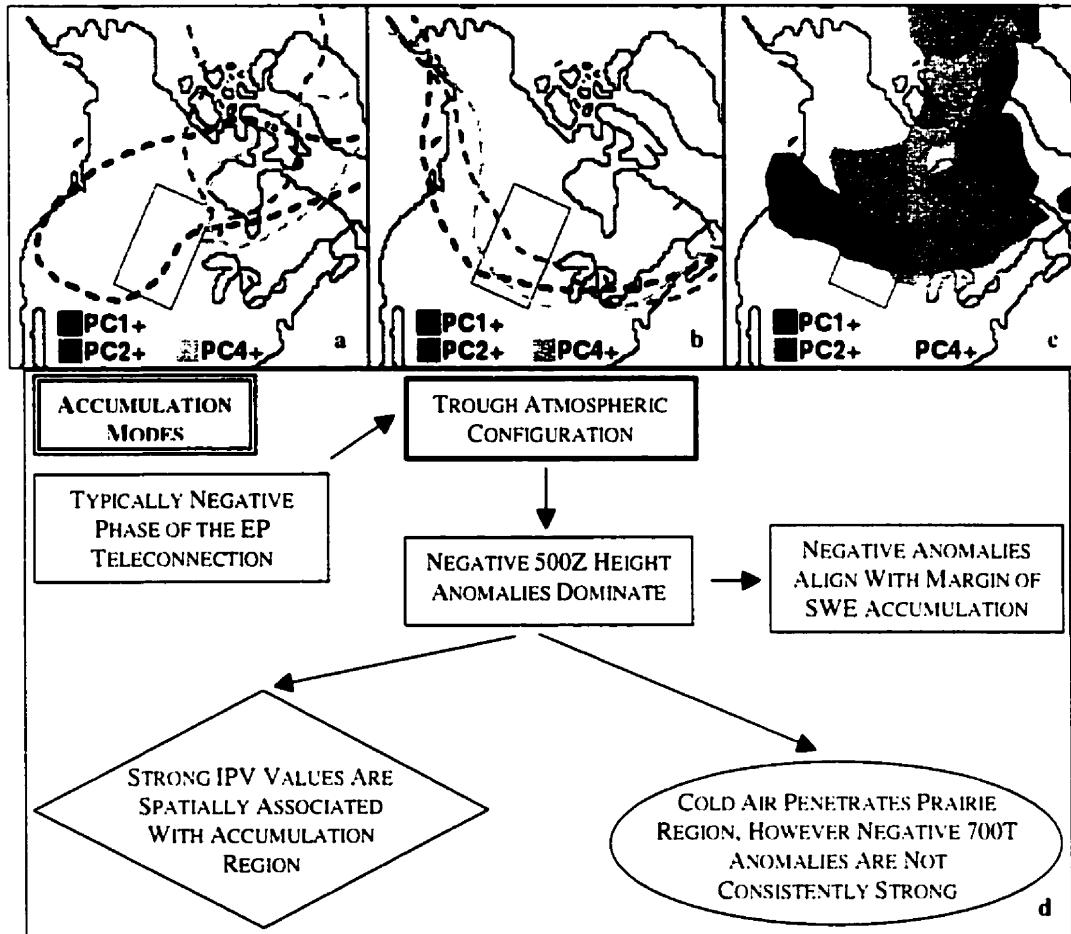 PC1+
PC2+ PC4+ a
PC1+
PC2+ PC4+ b
PC1+
PC2+ PC4+ c
ACCUMULATION
MODES
TROUGH ATMOSPHERIC
CONFIGURATION
TYPICALLY NEGATIVE
PHASE OF THE EP
TELECONNECTION
NEGATIVE 500Z HEIGHT
ANOMALIES DOMINATE
NEGATIVE ANOMALIES
ALIGN WITH MARGIN OF
SWE ACCUMULATION
STRONG IPV VALUES ARE
SPATIALLY ASSOCIATED
WITH ACCUMULATION
REGION
COLD AIR PENETRATES PRAIRIE
REGION, HOWEVER NEGATIVE 700T
ANOMALIES ARE NOT
CONSISTENTLY STRONG
d